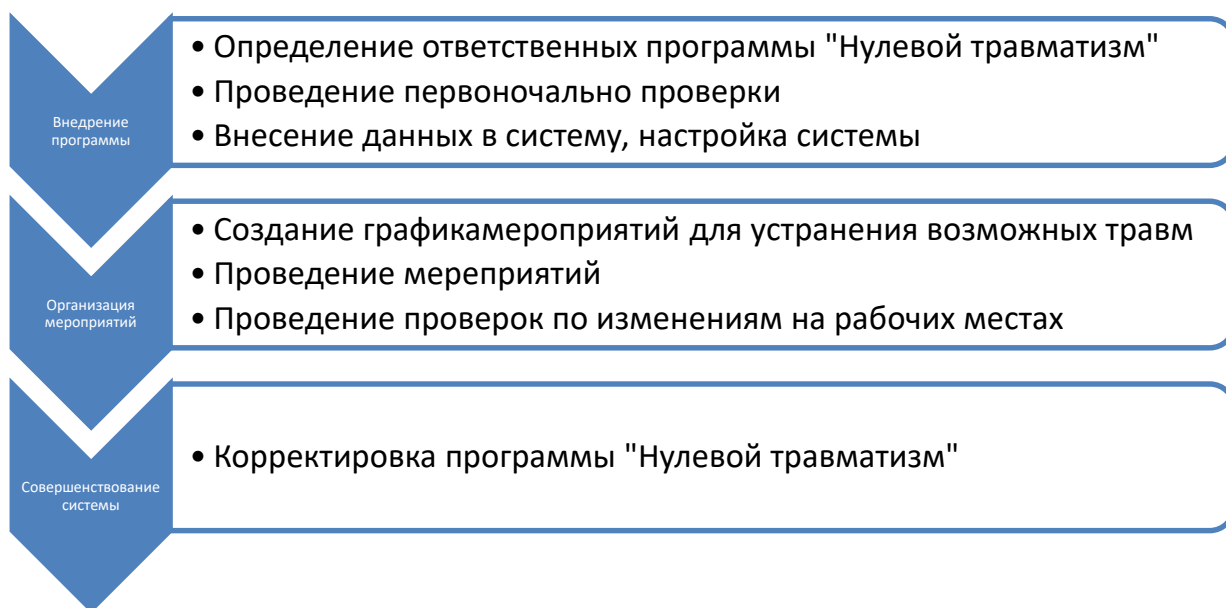 Внедрение
программы
• Определение ответственных программы "Нулевой травматизм"
• Проведение первоночально проверки
• Внесение данных в систему, настройка системы
Организация
мероприятий
• Создание графикамероприятий для устранения возможных травм
• Проведение мереприятий
• Проведение проверок по изменениям на рабочих местах
Совершенствование
системы
• Корректировка программы "Нулевой травматизм"